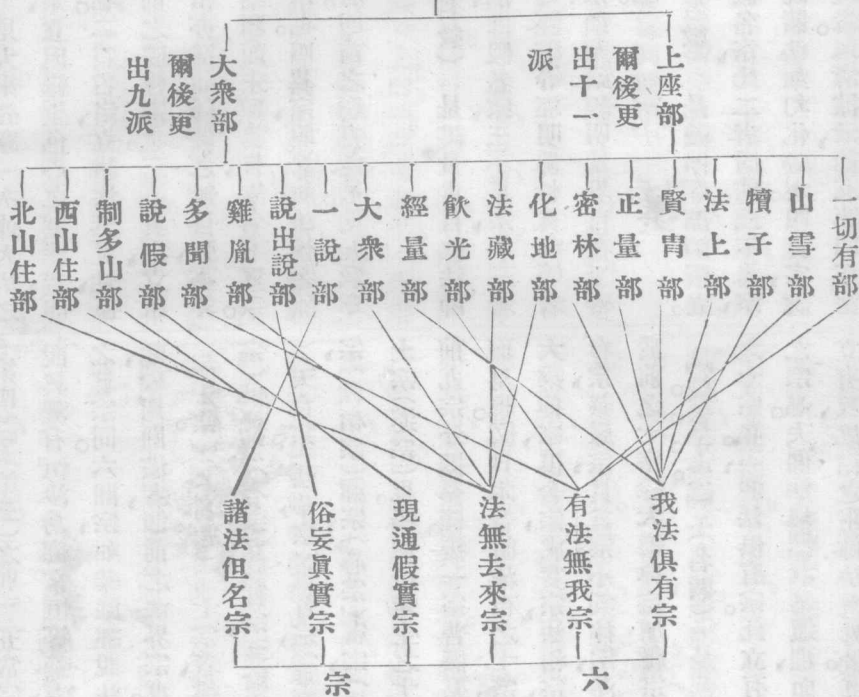 上座部
爾後更
出十一
派
大衆部
爾後更
出九派
一切有部
山雪部
犢子部
法上部
賢冑部
正量部
密林部
化地部
法藏部
飮光部
經量部
大衆部
一說部
說出說部
雞胤部
多聞部
說假部
制多山部
西山住部
北山住部
我法俱有宗
有法無我宗
法無去來宗
現通假實宗
俗妄眞實宗
諸法但名宗
六
宗